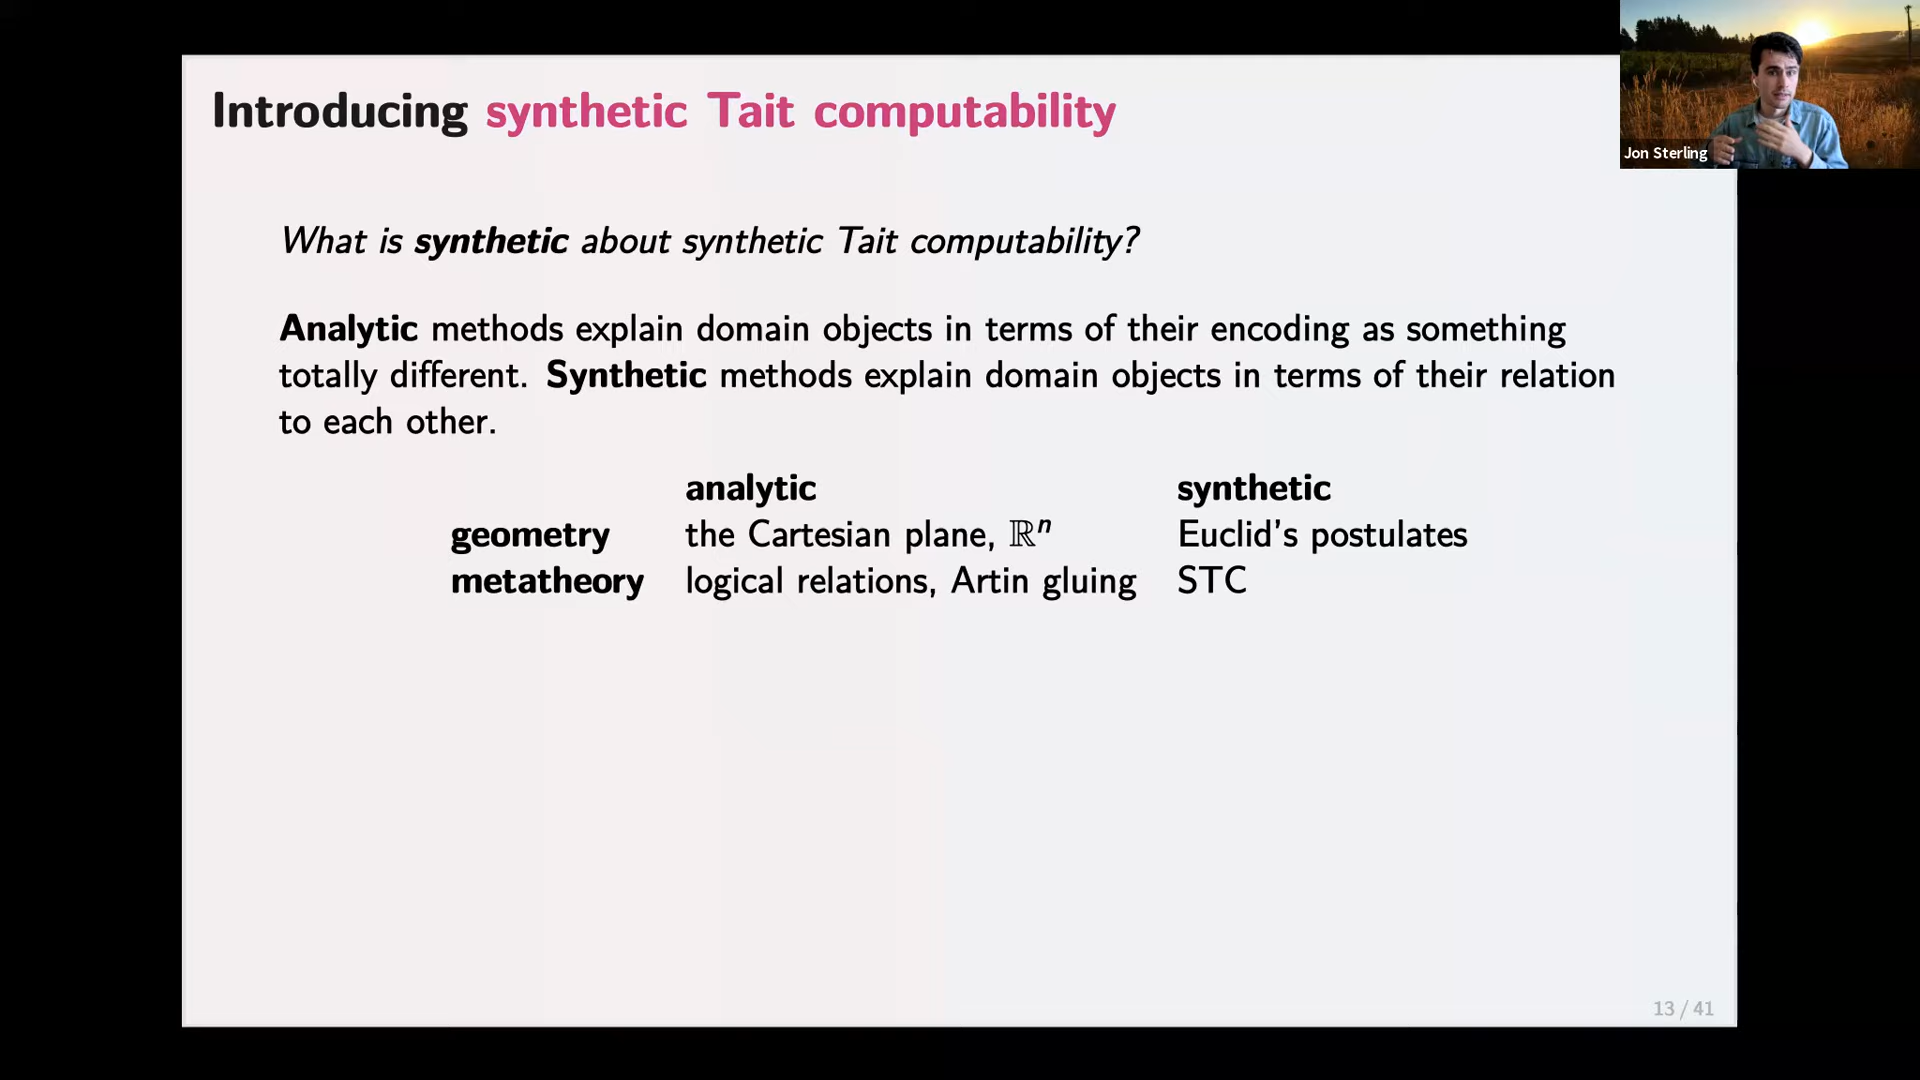 Introducing synthetic Tait computability
Jon Sterling
What is synthetic about synthetic Tait computability?
Analytic methods explain domain objects in terms of their encoding as something
totally different. Synthetic methods explain domain objects in terms of their relation
to each other.
analytic synthetic
geometry the Cartesian plane, ℝⁿ Euclid's postulates
metatheory logical relations, Artin gluing STC
13 / 41